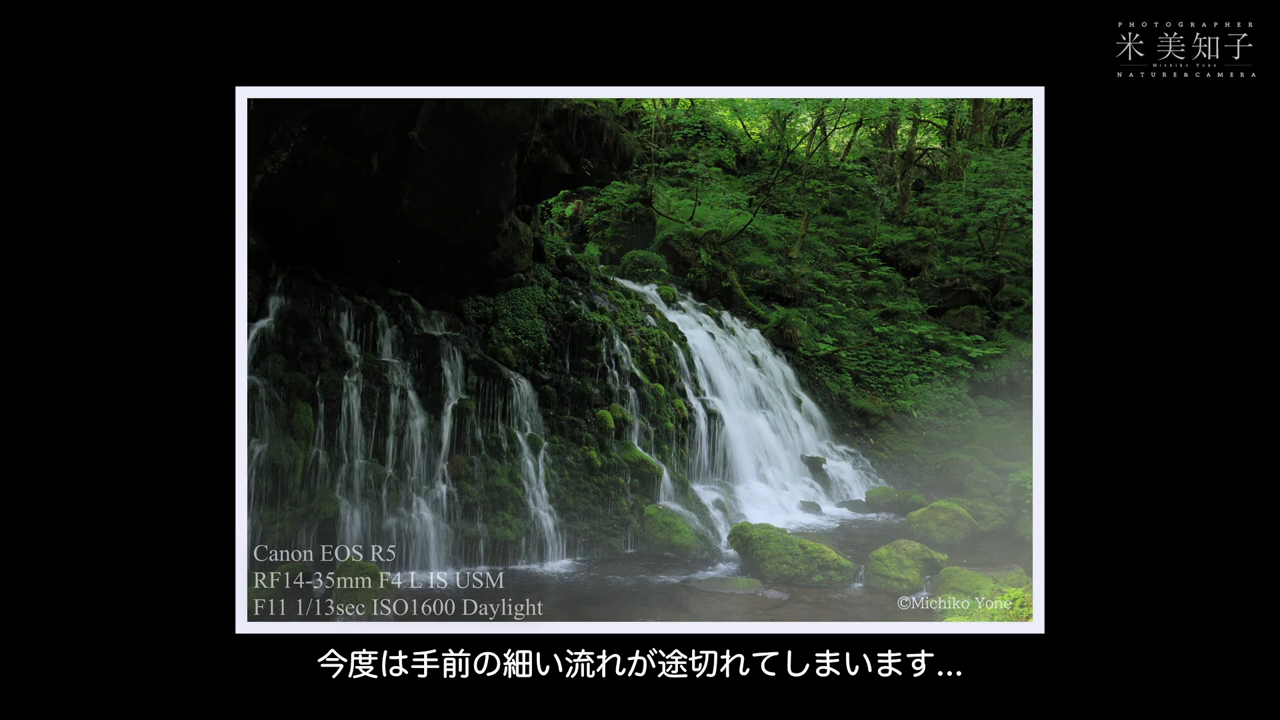 PHOTOGRAPHER
米 美知子
Michiko Yone
NATURE&CAMERA
Canon EOS R5
RF14-35mm F4 L IS USM
F11 1/13sec ISO1600 Daylight
©Michiko Yone
今度は手前の細い流れが途切れてしまいます...